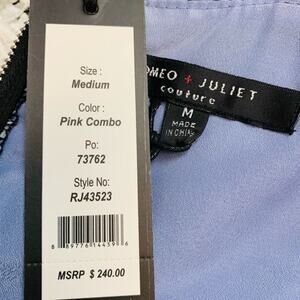 Size :
Medium
Color :
Pink Combo
Po:
73762
Style No:
RJ43523
MSRP $ 240.00
OMEO + JULIET
couture
M
MADE
IN CHINA